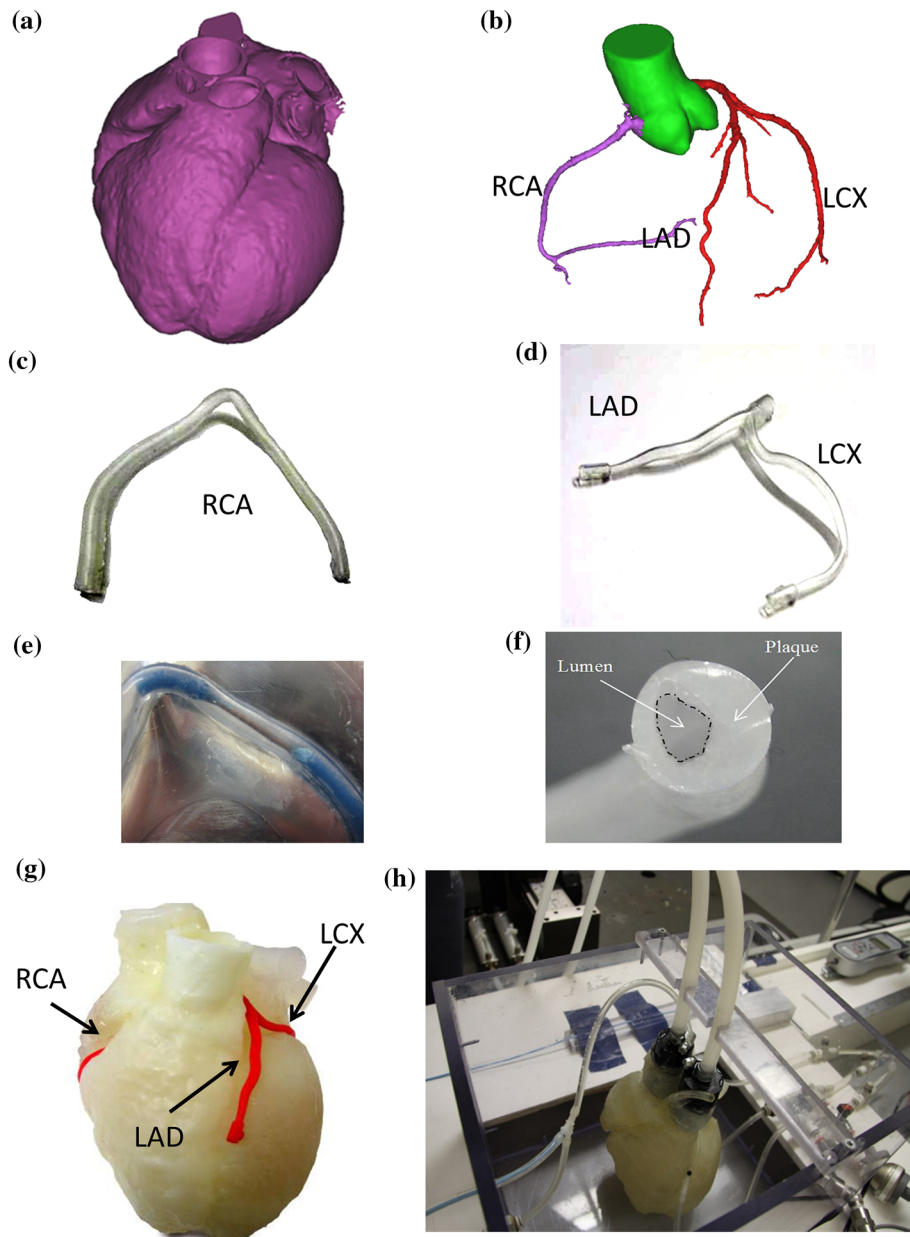 (a)
(b)
RCA
LAD
LCX
(c)
(d)
LAD
LCX
RCA
(e)
(f)
Plaque
Lumen
(g)
(h)
LCX
RCA
LAD